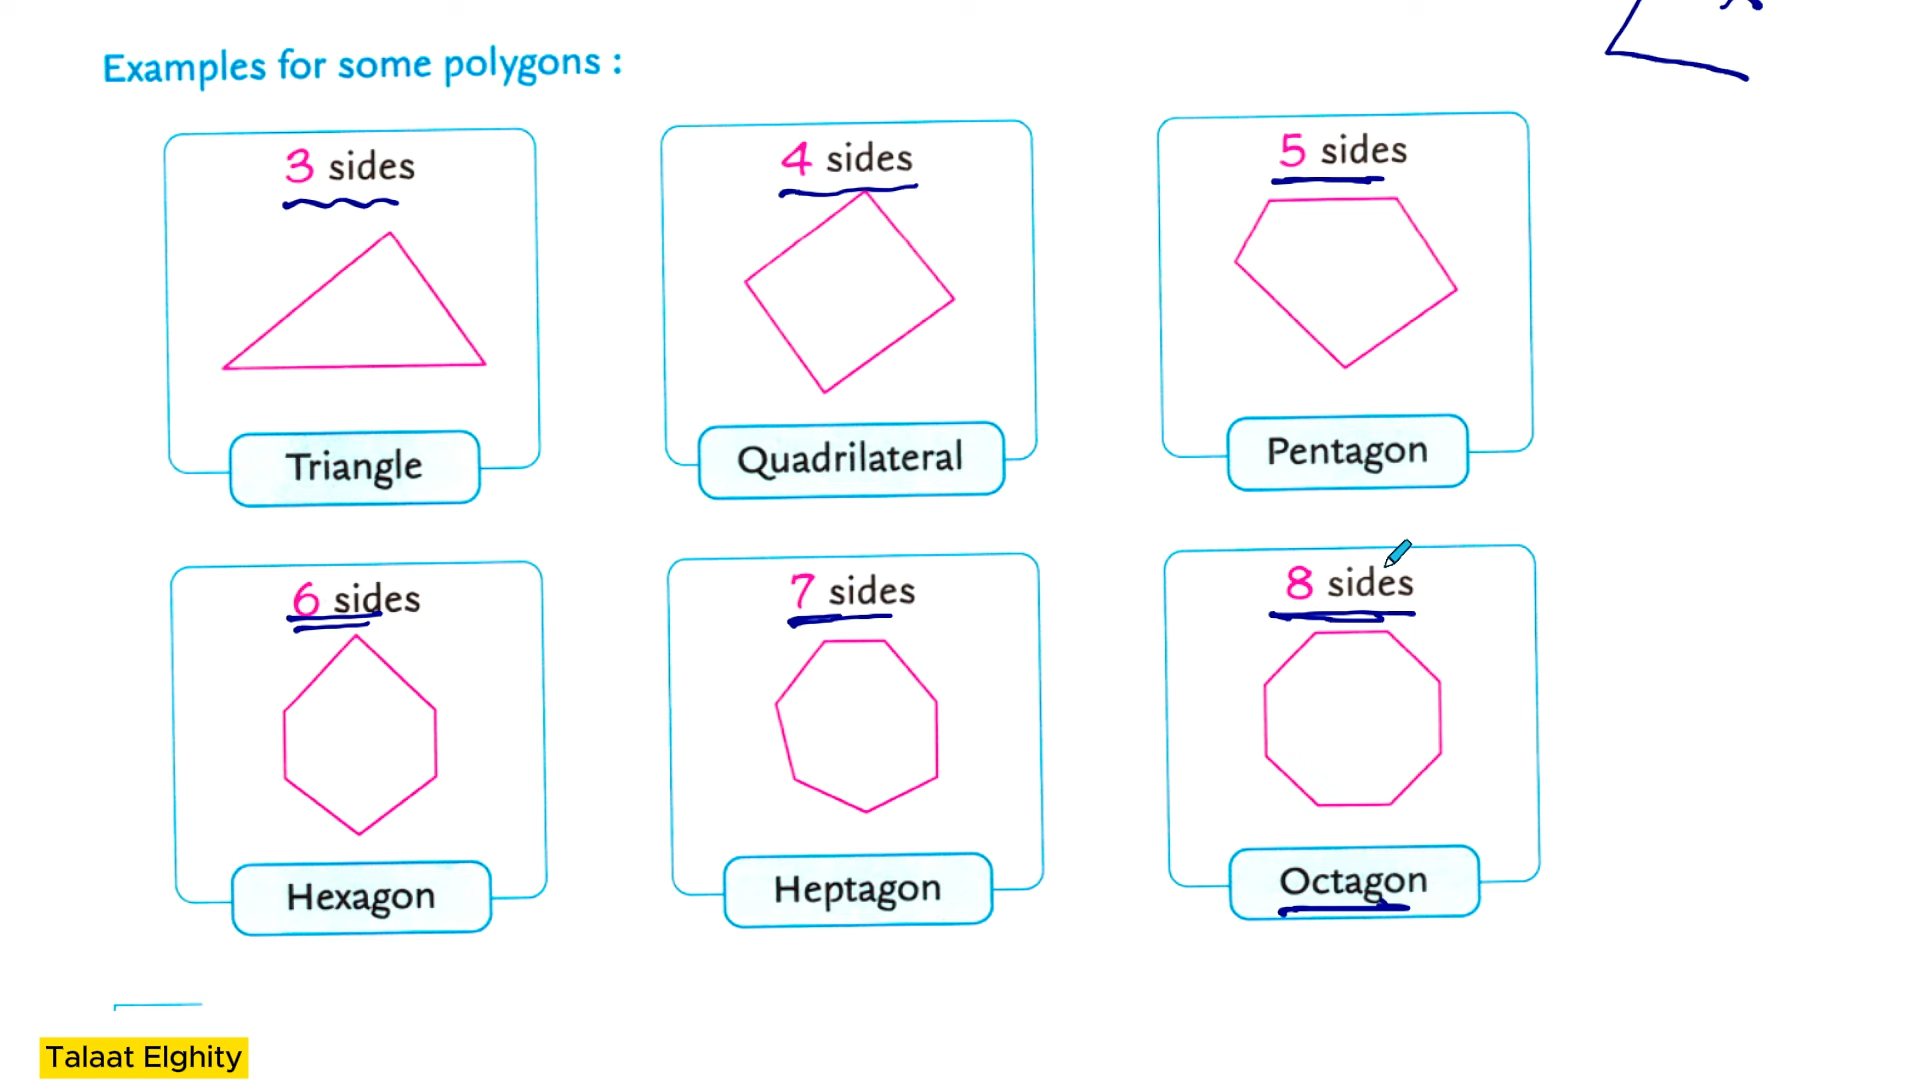 Examples for some polygons :
3 sides
4 sides
5 sides
Triangle
Quadrilateral
Pentagon
6 sides
7 sides
8 sides
Hexagon
Heptagon
Octagon
Talaat Elghity